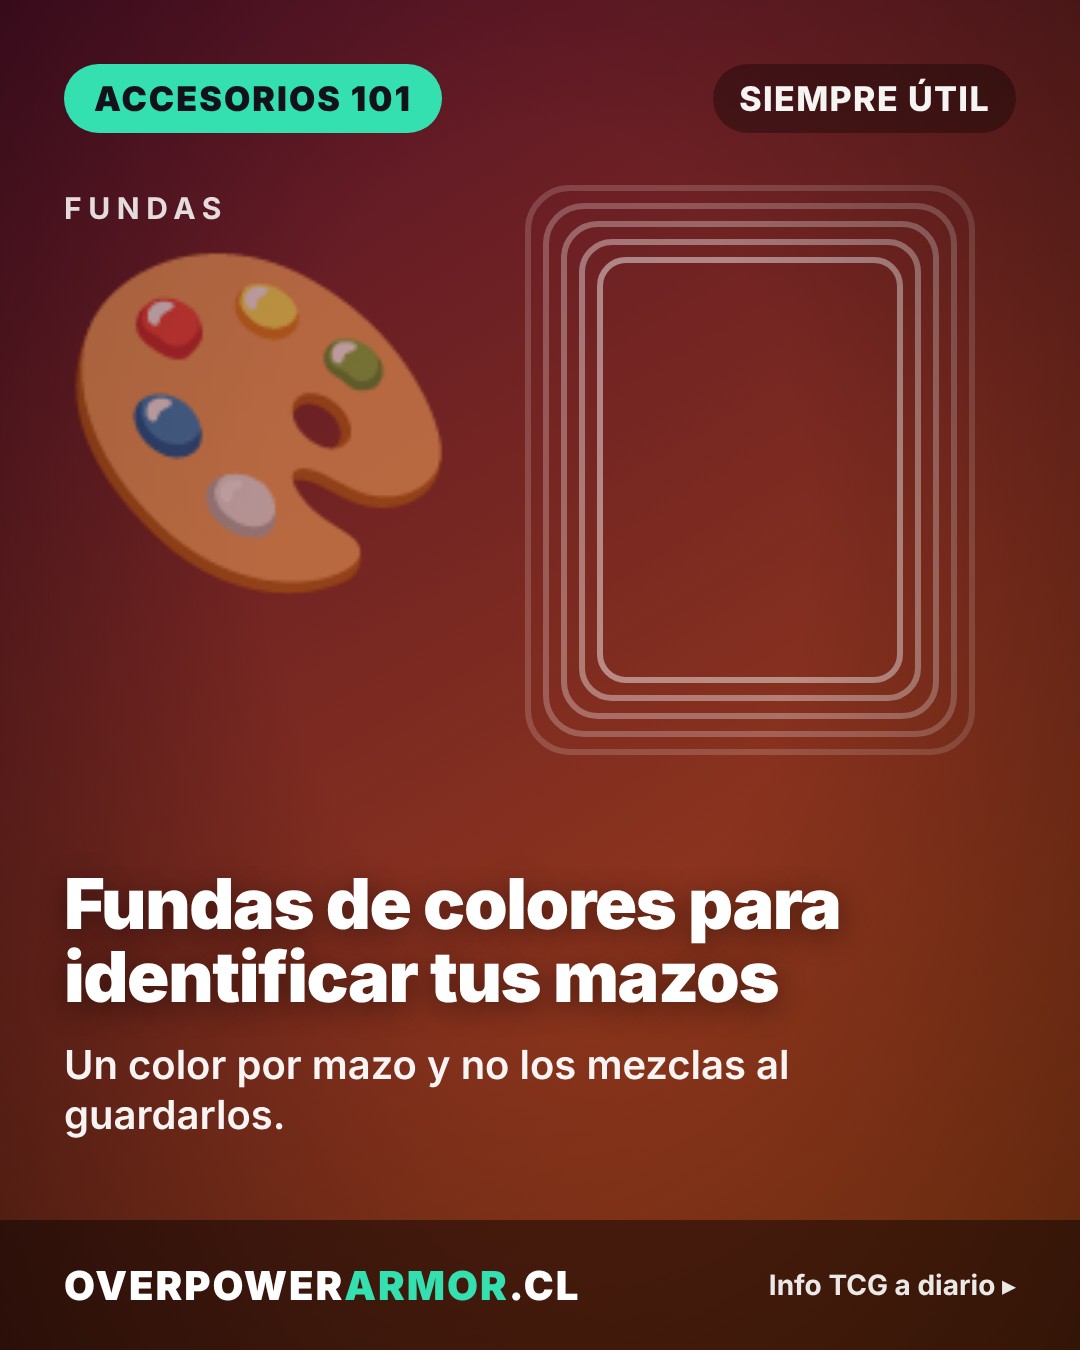 ACCESORIOS 101
SIEMPRE ÚTIL
FUNDAS
Fundas de colores para
identificar tus mazos
Un color por mazo y no los mezclas al
guardarlos.
OVERPOWERARMOR.CL
Info TCG a diario ▸